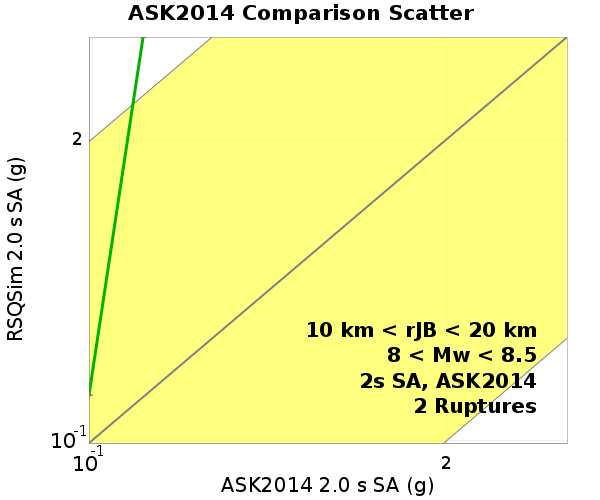 ASK2014 Comparison Scatter
RSQSim 2.0 s SA (g)
2
10-1
10 km < rJB < 20 km
8 < Mw < 8.5
2s SA, ASK2014
2 Ruptures
10-1
2
ASK2014 2.0 s SA (g)